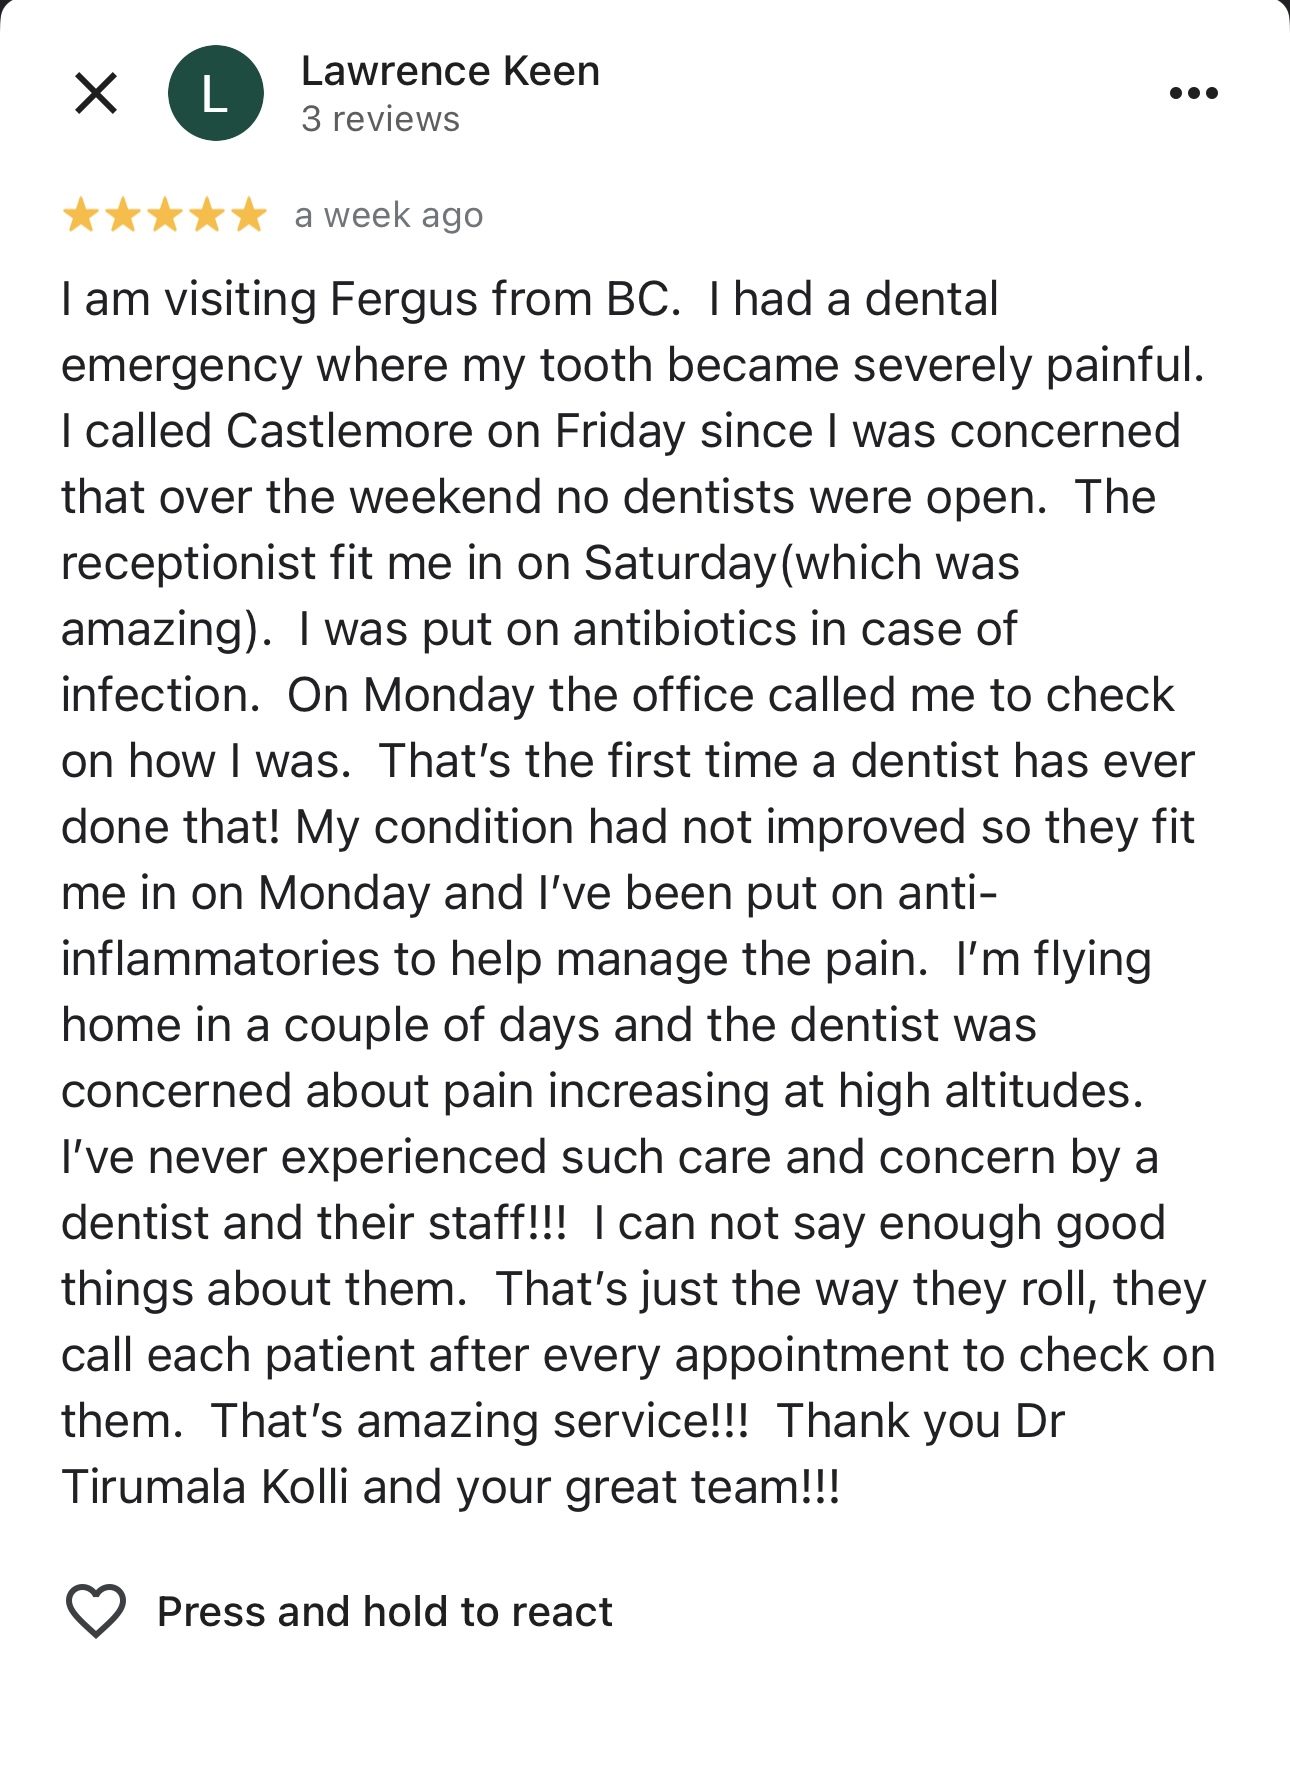 L
Lawrence Keen
3 reviews
a week ago
I am visiting Fergus from BC.  I had a dental
emergency where my tooth became severely painful.
I called Castlemore on Friday since I was concerned
that over the weekend no dentists were open.  The
receptionist fit me in on Saturday(which was
amazing).  I was put on antibiotics in case of
infection.  On Monday the office called me to check
on how I was.  That’s the first time a dentist has ever
done that! My condition had not improved so they fit
me in on Monday and I’ve been put on anti-
inflammatories to help manage the pain.  I’m flying
home in a couple of days and the dentist was
concerned about pain increasing at high altitudes.
I’ve never experienced such care and concern by a
dentist and their staff!!!  I can not say enough good
things about them.  That’s just the way they roll, they
call each patient after every appointment to check on
them.  That’s amazing service!!!  Thank you Dr
Tirumala Kolli and your great team!!!
Press and hold to react